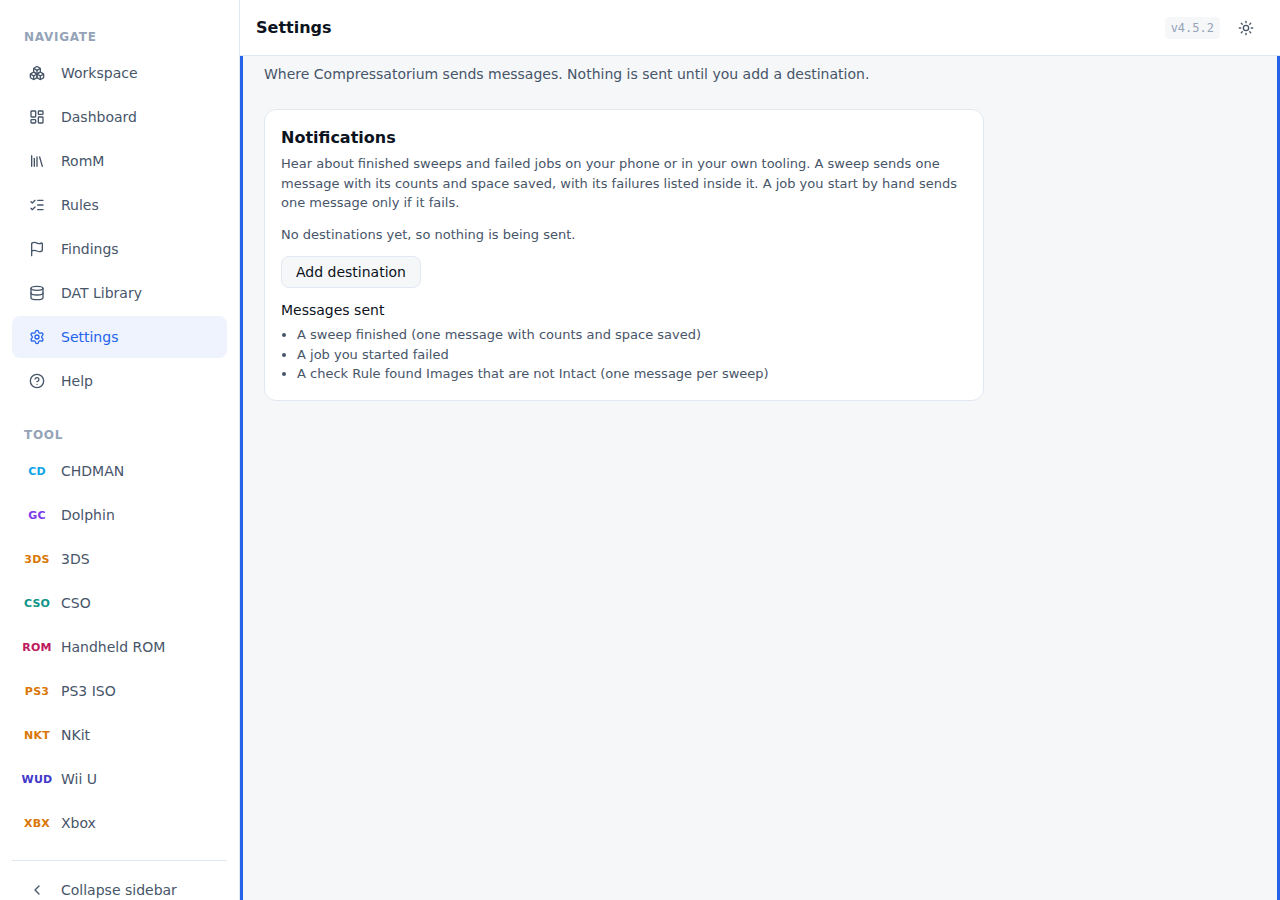 NAVIGATE
Workspace
Dashboard
RomM
Rules
Findings
DAT Library
Settings
Help
TOOL
CD CHDMAN
GC Dolphin
3DS 3DS
CSO CSO
ROM Handheld ROM
PS3 PS3 ISO
NKT NKit
WUD Wii U
XBX Xbox
Collapse sidebar
Settings
v4.5.2
Where Compressatorium sends messages. Nothing is sent until you add a destination.
Notifications
Hear about finished sweeps and failed jobs on your phone or in your own tooling. A sweep sends one
message with its counts and space saved, with its failures listed inside it. A job you start by hand sends
one message only if it fails.
No destinations yet, so nothing is being sent.
Add destination
Messages sent
• A sweep finished (one message with counts and space saved)
• A job you started failed
• A check Rule found Images that are not Intact (one message per sweep)